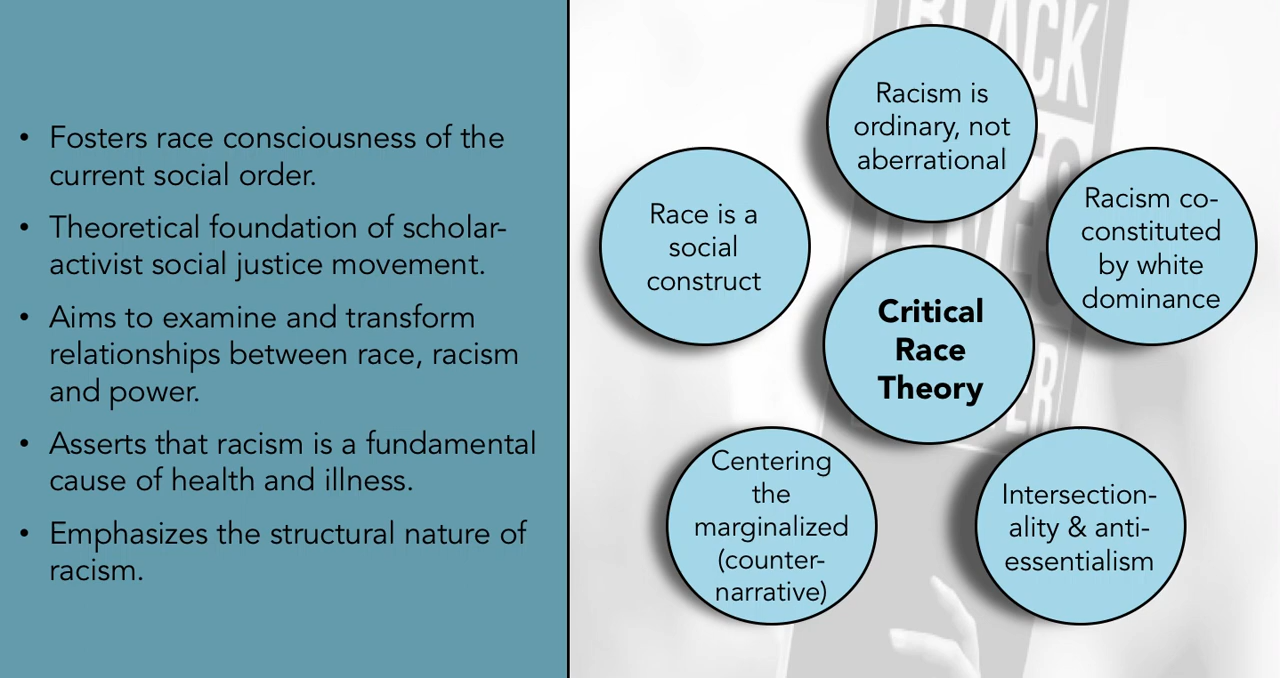 • Fosters race consciousness of the
current social order.
• Theoretical foundation of scholar-
activist social justice movement.
• Aims to examine and transform
relationships between race, racism
and power.
• Asserts that racism is a fundamental
cause of health and illness.
• Emphasizes the structural nature of
racism.
BLACK
Racism is
ordinary, not
aberrational
Race is a
social
construct
Racism co-
constituted
by white
dominance
Critical
Race
Theory
Centering
the
marginalized
(counter-
narrative)
Intersection-
ality & anti-
essentialism